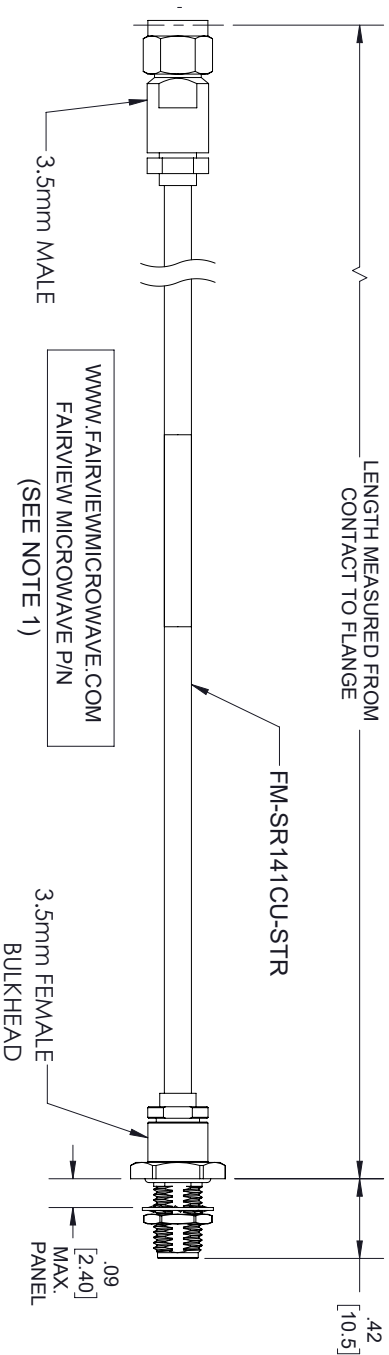 LENGTH MEASURED FROM
CONTACT TO FLANGE
.42
[10.5]
FM-SR141CU-STR
3.5mm MALE
WWW.FAIRVIEWMICROWAVE.COM
FAIRVIEW MICROWAVE P/N
(SEE NOTE 1)
3.5mm FEMALE
BULKHEAD
.09
[2.40]
MAX.
PANEL